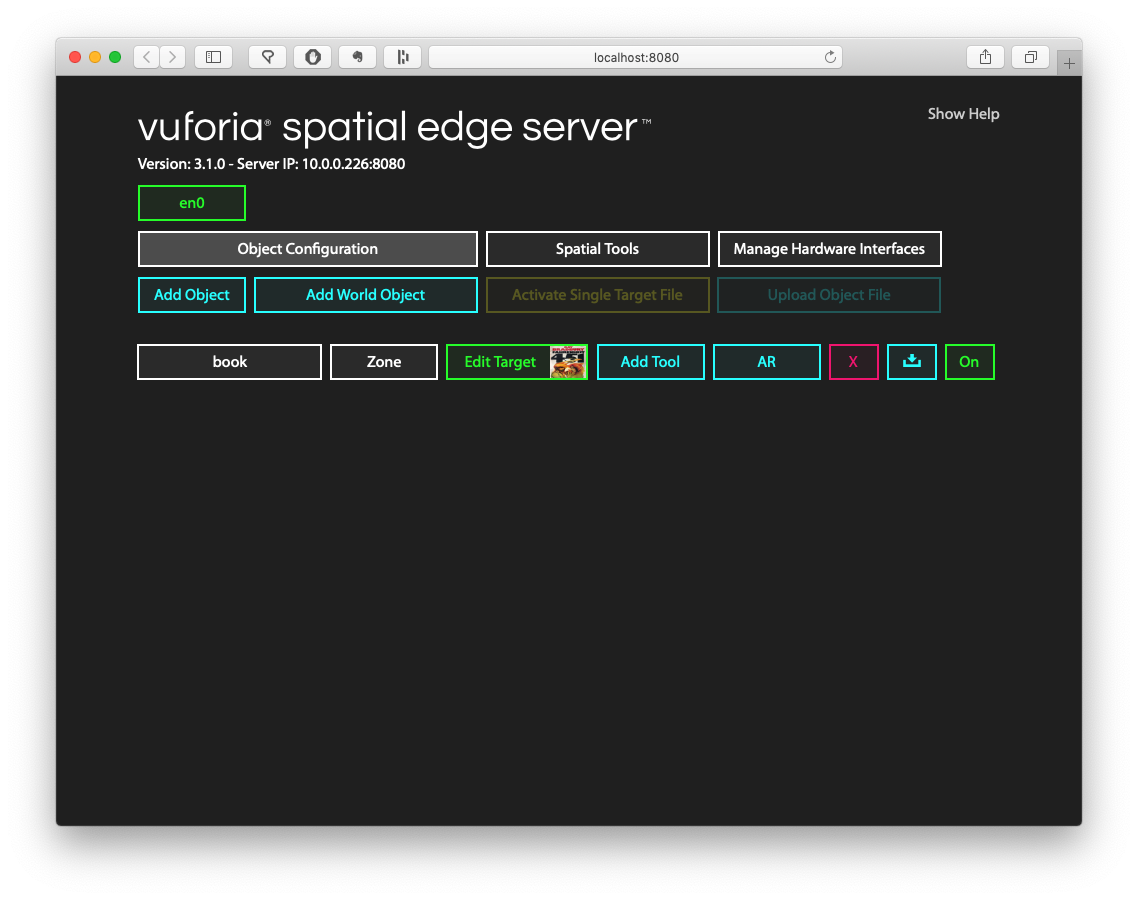 localhost:8080
vuforia® spatial edge server™
Show Help
Version: 3.1.0 - Server IP: 10.0.0.226:8080
en0
Object Configuration Spatial Tools Manage Hardware Interfaces
Add Object Add World Object Activate Single Target File Upload Object File
book Zone Edit Target Add Tool AR X On